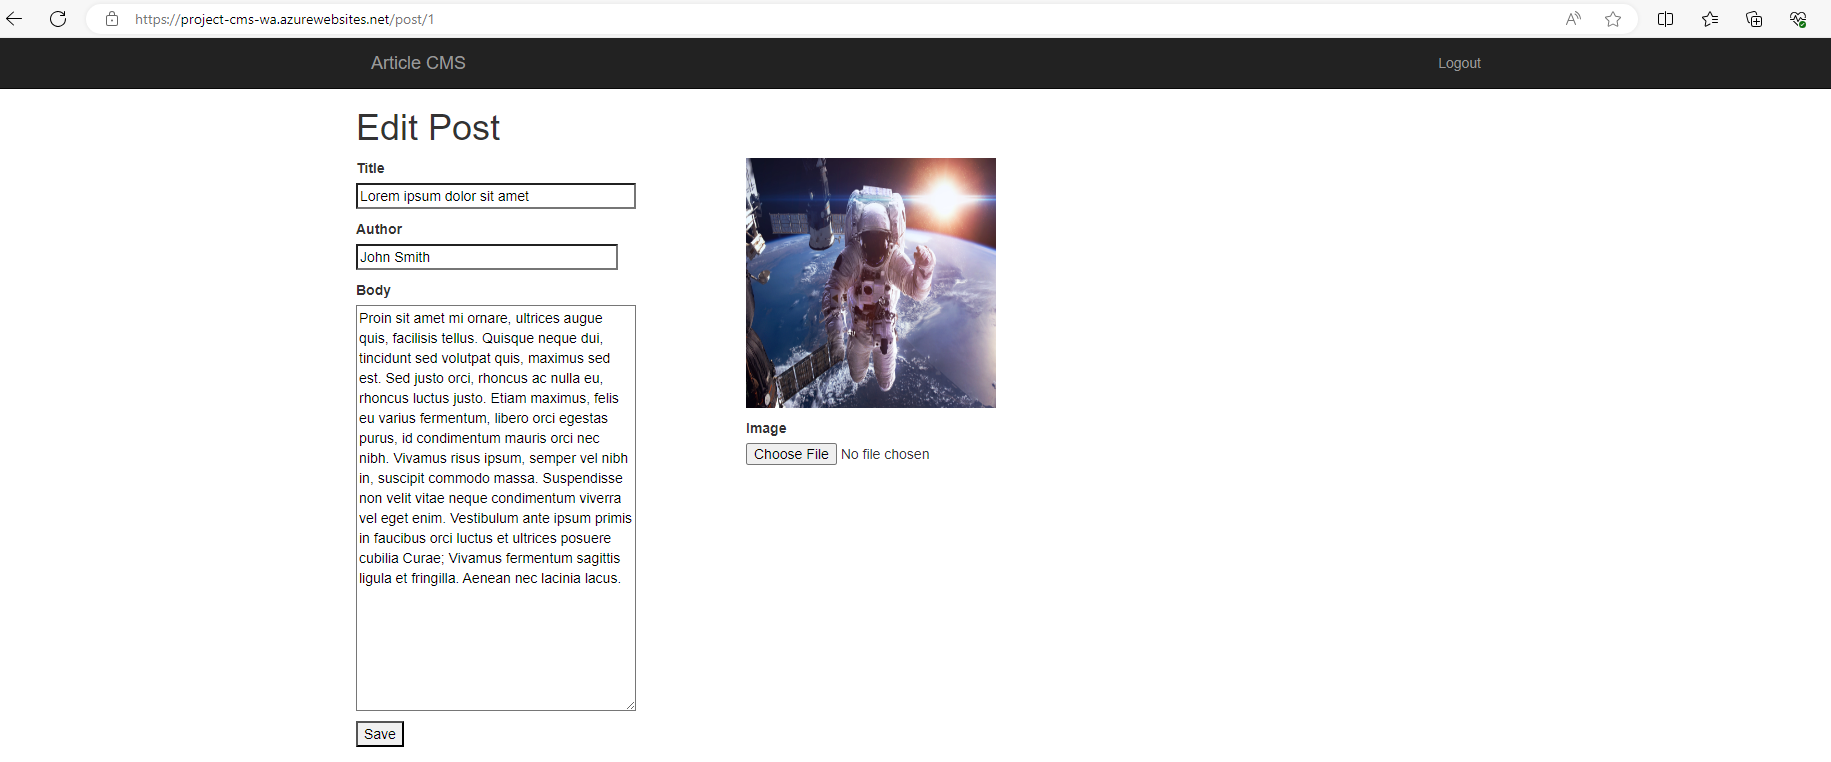 https://project-cms-wa.azurewebsites.net/post/1
Article CMS
Logout
Edit Post
Title
Lorem ipsum dolor sit amet
Author
John Smith
Body
Proin sit amet mi ornare, ultrices augue
quis, facilisis tellus. Quisque neque dui,
tincidunt sed volutpat quis, maximus sed
est. Sed justo orci, rhoncus ac nulla eu,
rhoncus luctus justo. Etiam maximus, felis
eu varius fermentum, libero orci egestas
purus, id condimentum mauris orci nec
nibh. Vivamus risus ipsum, semper vel nibh
in, suscipit commodo massa. Suspendisse
non velit vitae neque condimentum viverra
vel eget enim. Vestibulum ante ipsum primis
in faucibus orci luctus et ultrices posuere
cubilia Curae; Vivamus fermentum sagittis
ligula et fringilla. Aenean nec lacinia lacus.
Save
Image
Choose File No file chosen